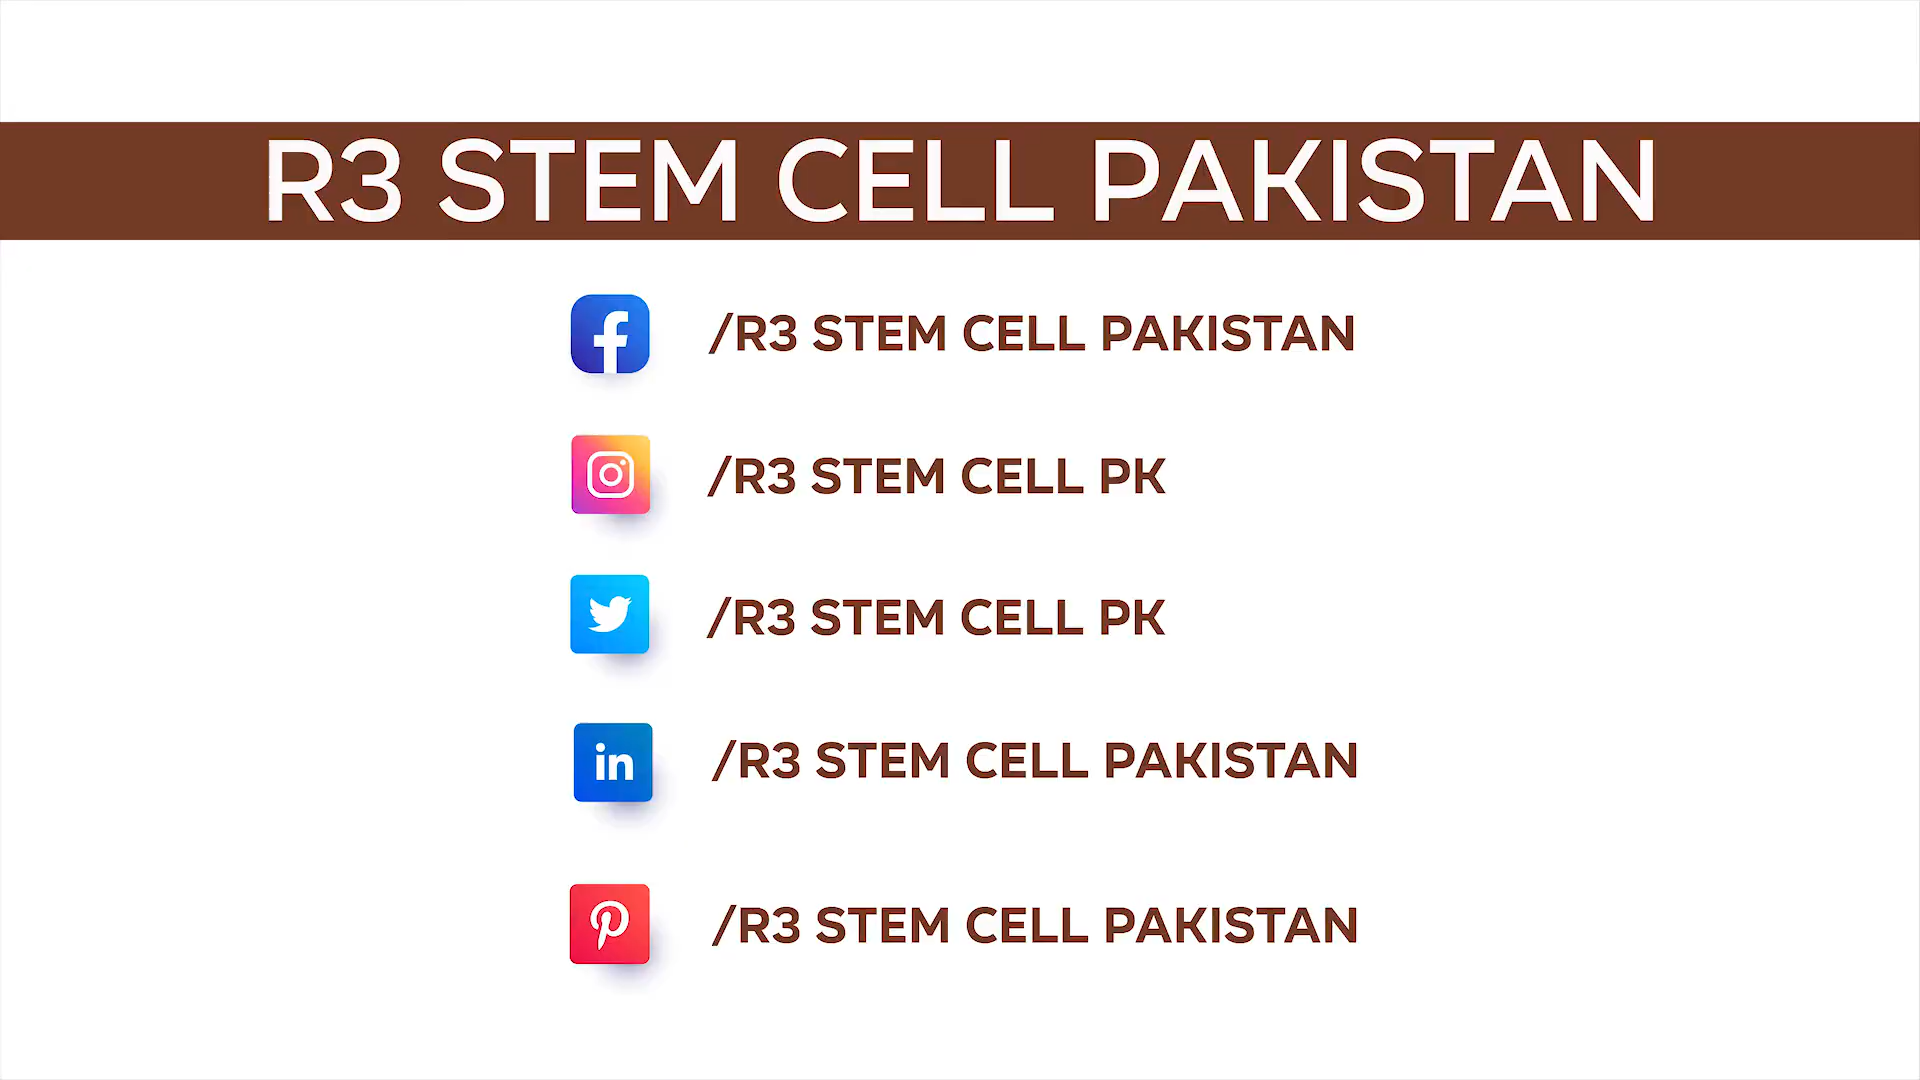 R3 STEM CELL PAKISTAN
/R3 STEM CELL PAKISTAN
/R3 STEM CELL PK
/R3 STEM CELL PK
in /R3 STEM CELL PAKISTAN
/R3 STEM CELL PAKISTAN